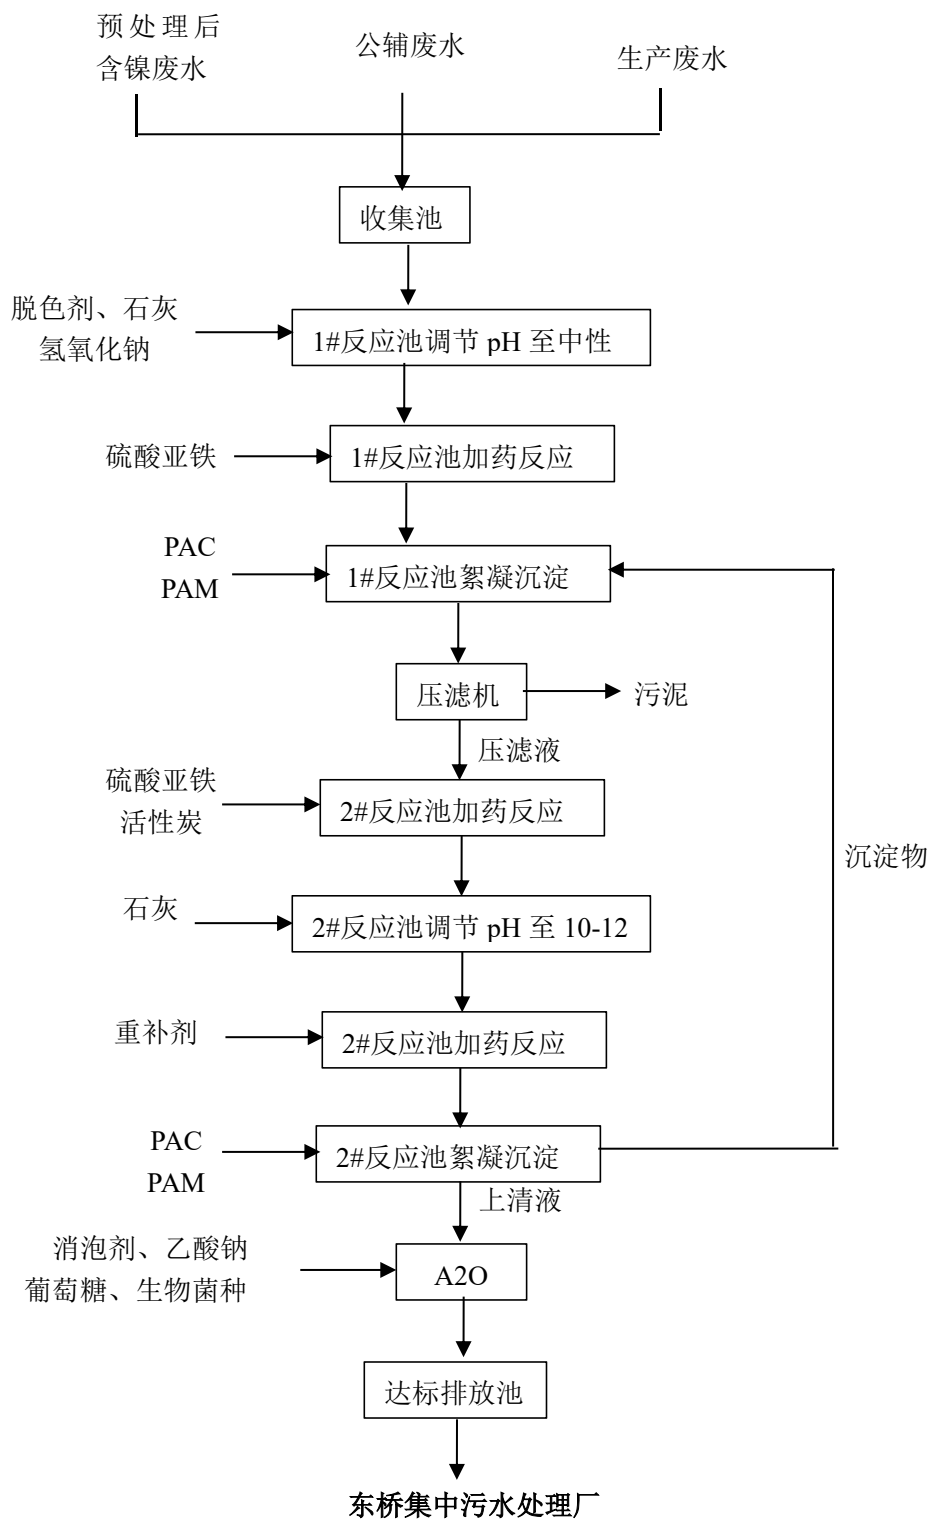 预处理后
含镍废水
公辅废水
生产废水
收集池
脱色剂、石灰
氢氧化钠
1#反应池调节 pH 至中性
硫酸亚铁
1#反应池加药反应
PAC
PAM
1#反应池絮凝沉淀
压滤机
污泥
压滤液
硫酸亚铁
活性炭
2#反应池加药反应
沉淀物
石灰
2#反应池调节 pH 至 10-12
重补剂
2#反应池加药反应
PAC
PAM
2#反应池絮凝沉淀
上清液
消泡剂、乙酸钠
葡萄糖、生物菌种
A2O
达标排放池
东桥集中污水处理厂